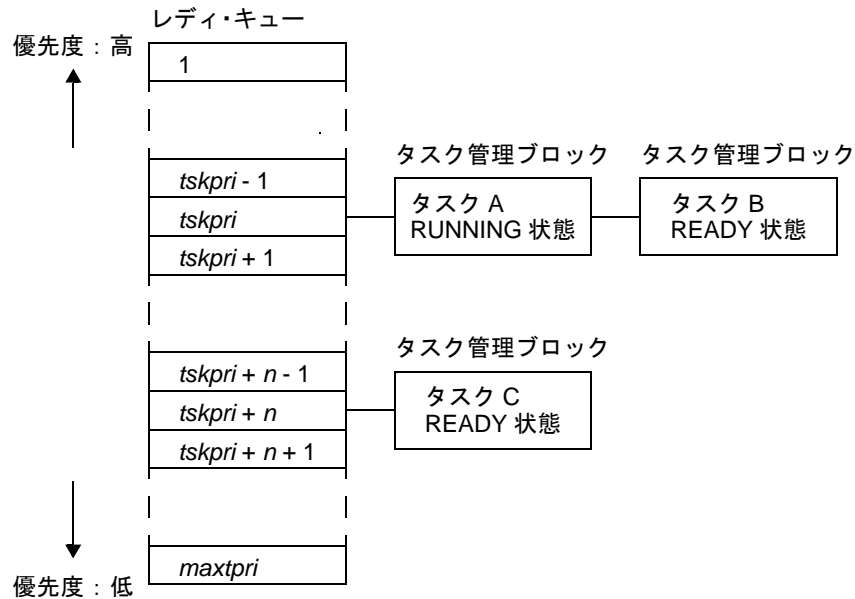 レディ・キュー
優先度：高
1
タスク管理ブロック
タスク管理ブロック
tskpri - 1
tskpri
tskpri + 1
タスク A
RUNNING 状態
タスク B
READY 状態
タスク管理ブロック
tskpri + n - 1
tskpri + n
tskpri + n + 1
タスク C
READY 状態
maxtpri
優先度：低